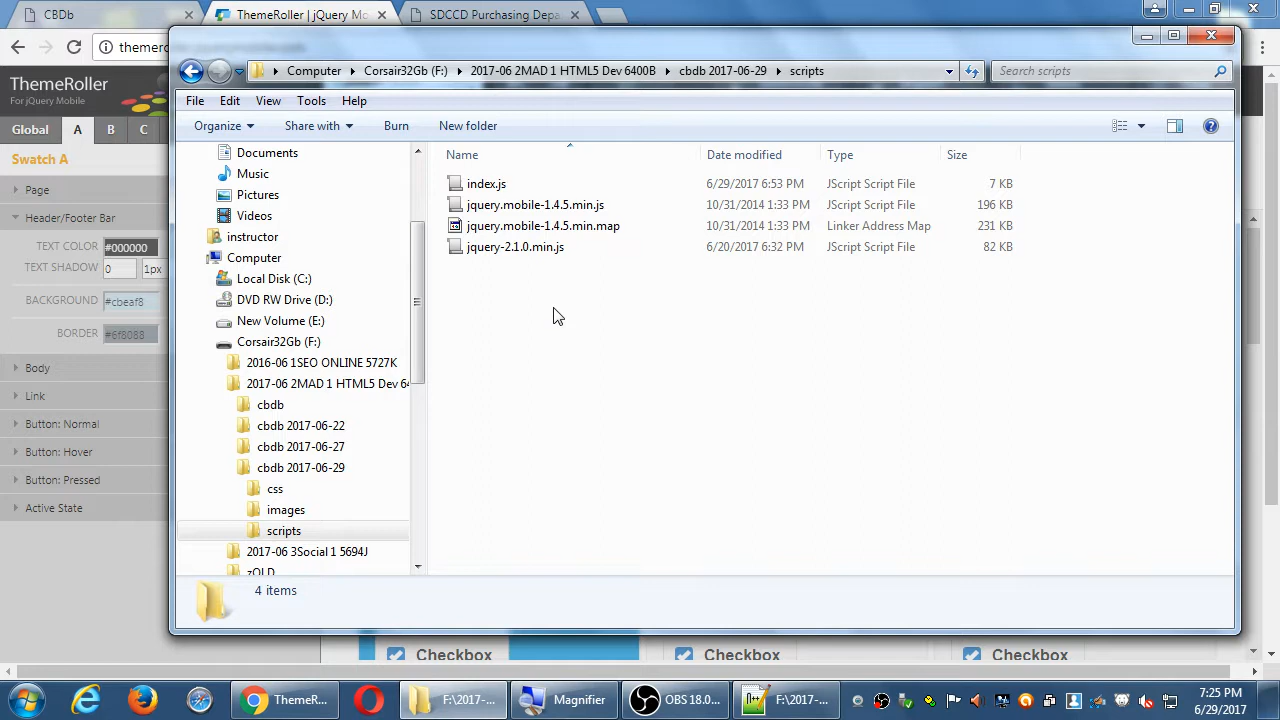 CBDb
ThemeRoller | jQuery Mo
SDCCD Purchasing Depa
themero
ThemeRoller
For jQuery Mobile
Global A B C
Swatch A
Page
Header/Footer Bar
TEXT COLOR #000000
TEXT SHADOW 0 1px
BACKGROUND #cbeaf8
BORDER #6f8088
Body
Link
Button: Normal
Button: Hover
Button: Pressed
Active State
Computer Corsair32Gb (F:) 2017-06 2MAD 1 HTML5 Dev 6400B cbdb 2017-06-29 scripts
Search scripts
File Edit View Tools Help
Organize Share with Burn New folder
Documents
Music
Pictures
Videos
instructor
Computer
Local Disk (C:)
DVD RW Drive (D:)
New Volume (E:)
Corsair32Gb (F:)
2016-06 1SEO ONLINE 5727K
2017-06 2MAD 1 HTML5 Dev 64
cbdb
cbdb 2017-06-22
cbdb 2017-06-27
cbdb 2017-06-29
css
images
scripts
2017-06 3Social 1 5694J
zOLD
Name Date modified Type Size
index.js 6/29/2017 6:53 PM JScript Script File 7 KB
jquery.mobile-1.4.5.min.js 10/31/2014 1:33 PM JScript Script File 196 KB
jquery.mobile-1.4.5.min.map 10/31/2014 1:33 PM Linker Address Map 231 KB
jquery-2.1.0.min.js 6/20/2017 6:32 PM JScript Script File 82 KB
4 items
Checkbox Checkbox Checkbox
ThemeR... F:\2017-... Magnifier OBS 18.0.... F:\2017-...
7:25 PM
6/29/2017